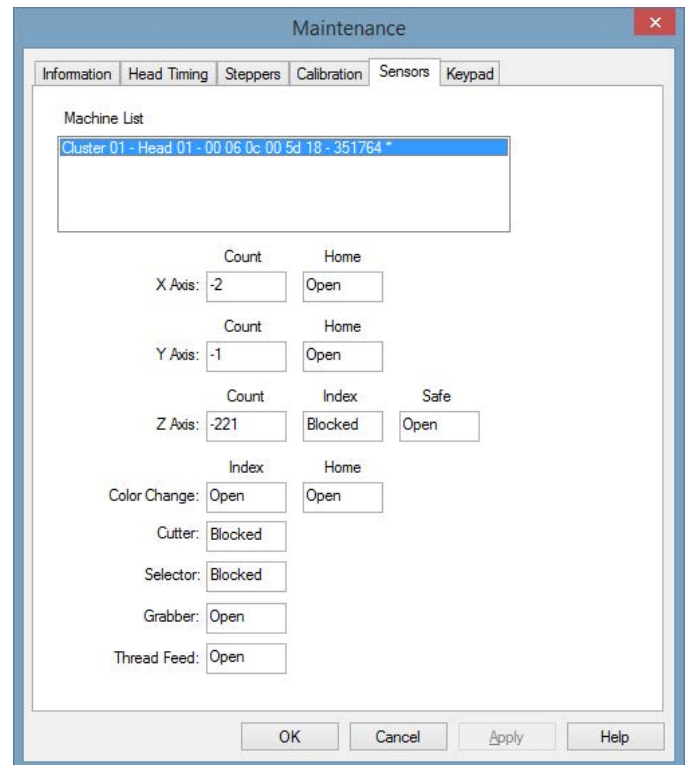 Maintenance
Information Head Timing Steppers Calibration Sensors Keypad
Machine List
Cluster 01 - Head 01 - 00 06 0c 00 5d 18 - 351764 *
Count Home
X Axis: -2 Open
Count Home
Y Axis: -1 Open
Count Index Safe
Z Axis: -221 Blocked Open
Index Home
Color Change: Open Open
Cutter: Blocked
Selector: Blocked
Grabber: Open
Thread Feed: Open
OK Cancel Apply Help